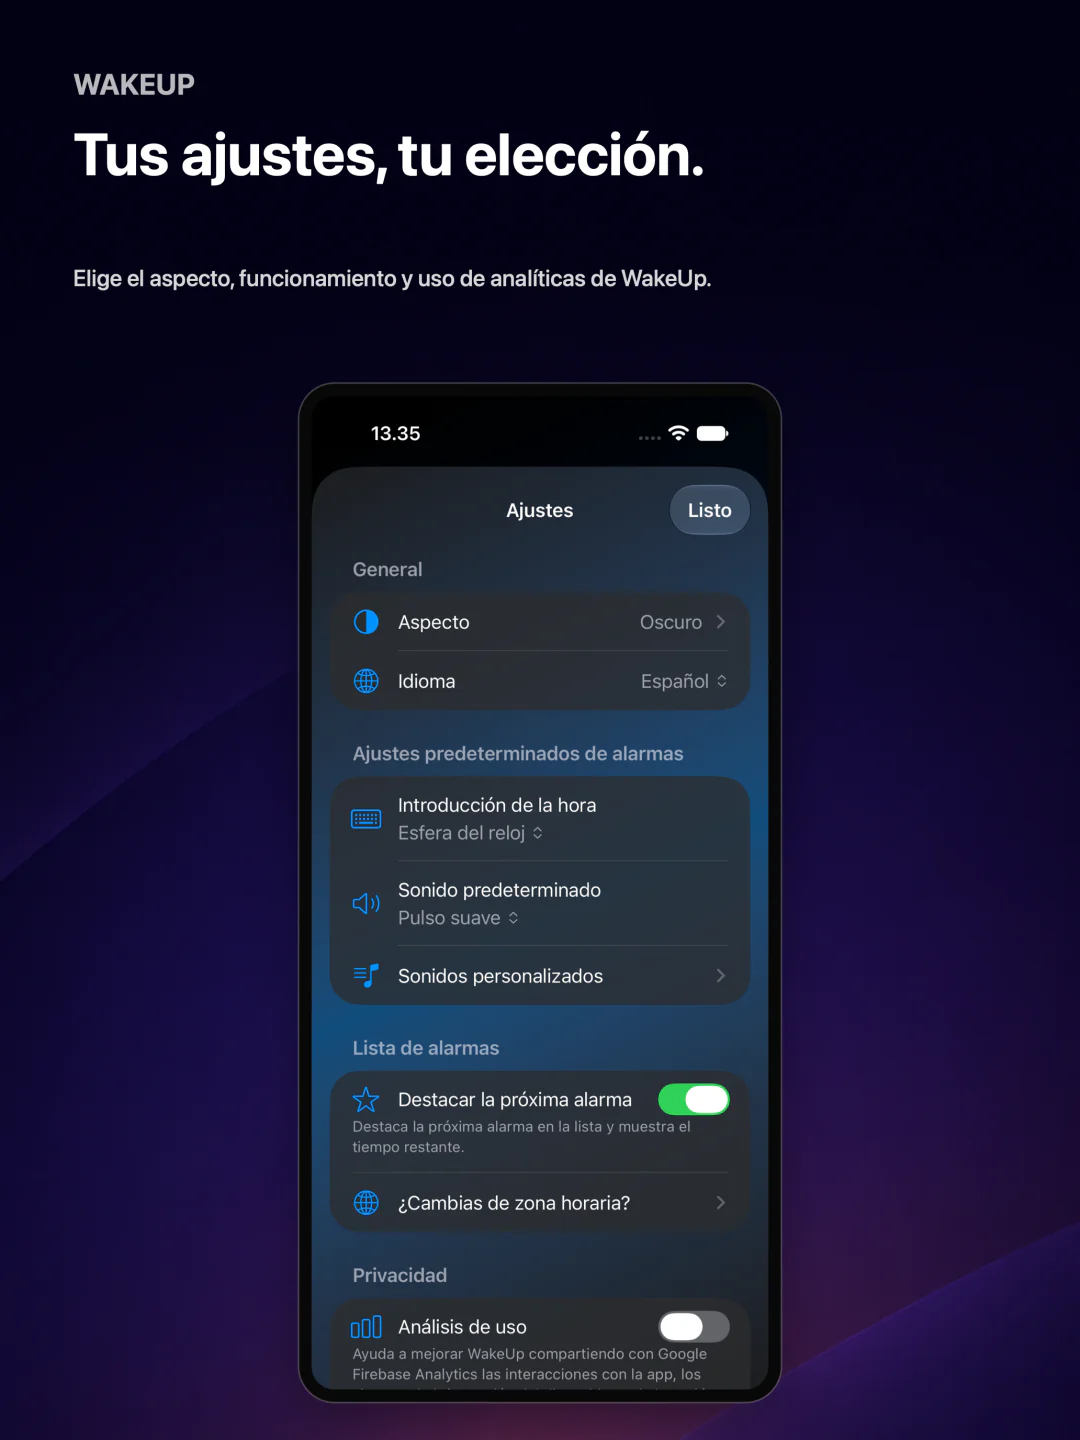 WAKEUP
Tus ajustes, tu elección.
Elige el aspecto, funcionamiento y uso de analíticas de WakeUp.
13.35
Ajustes
Listo
General
Aspecto
Oscuro
Idioma
Español
Ajustes predeterminados de alarmas
Introducción de la hora
Esfera del reloj
Sonido predeterminado
Pulso suave
Sonidos personalizados
Lista de alarmas
Destacar la próxima alarma
Destaca la próxima alarma en la lista y muestra el
tiempo restante.
¿Cambias de zona horaria?
Privacidad
Análisis de uso
Ayuda a mejorar WakeUp compartiendo con Google
Firebase Analytics las interacciones con la app, los